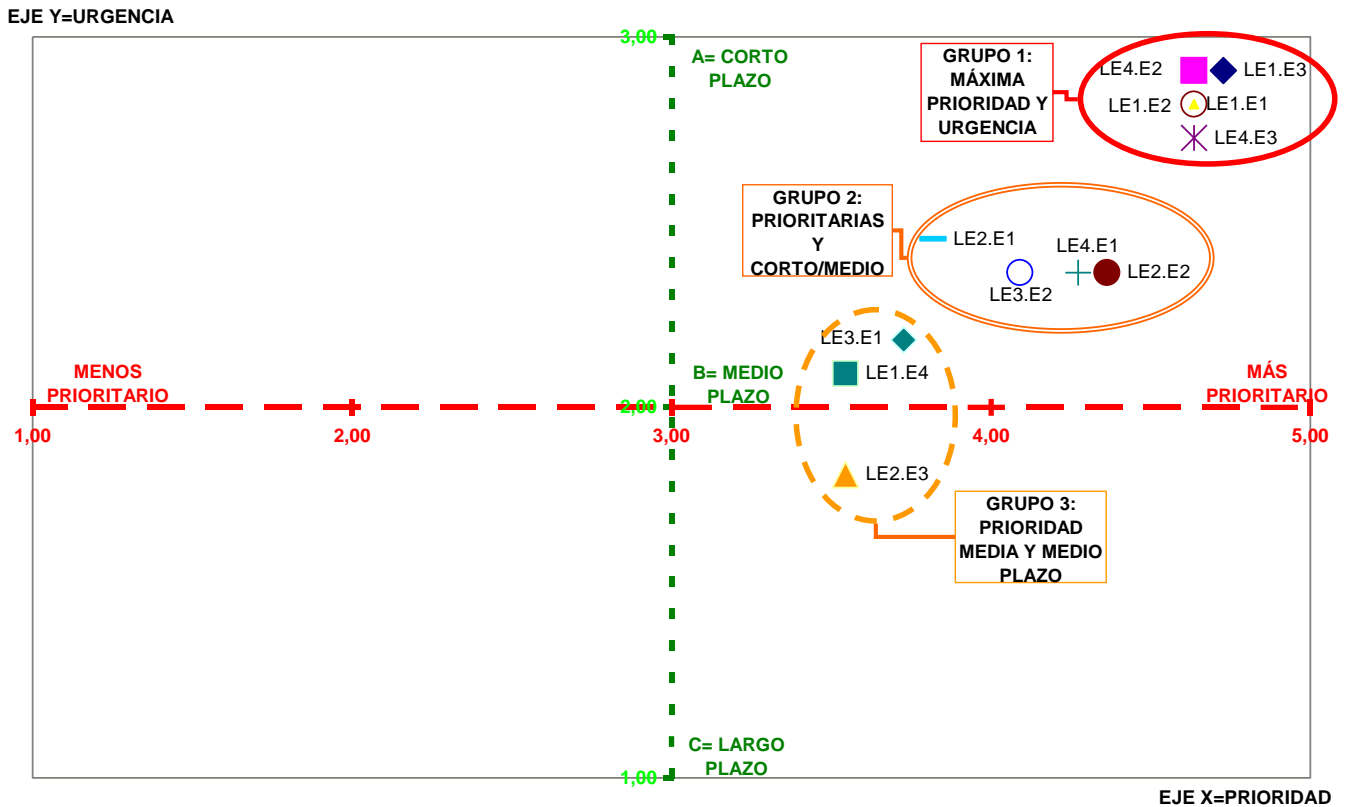 EJE Y=URGENCIA
3,00
A= CORTO
PLAZO
GRUPO 1:
MÁXIMA
PRIORIDAD Y
URGENCIA
LE4.E2
LE1.E3
LE1.E2
LE1.E1
LE4.E3
GRUPO 2:
PRIORITARIAS
Y
CORTO/MEDIO
LE2.E1
LE4.E1
LE3.E2
LE2.E2
LE3.E1
LE1.E4
MENOS
PRIORITARIO
B= MEDIO
PLAZO
MÁS
PRIORITARIO
2,00
1,00
2,00
3,00
4,00
5,00
LE2.E3
GRUPO 3:
PRIORIDAD
MEDIA Y MEDIO
PLAZO
C= LARGO
PLAZO
1,00
EJE X=PRIORIDAD